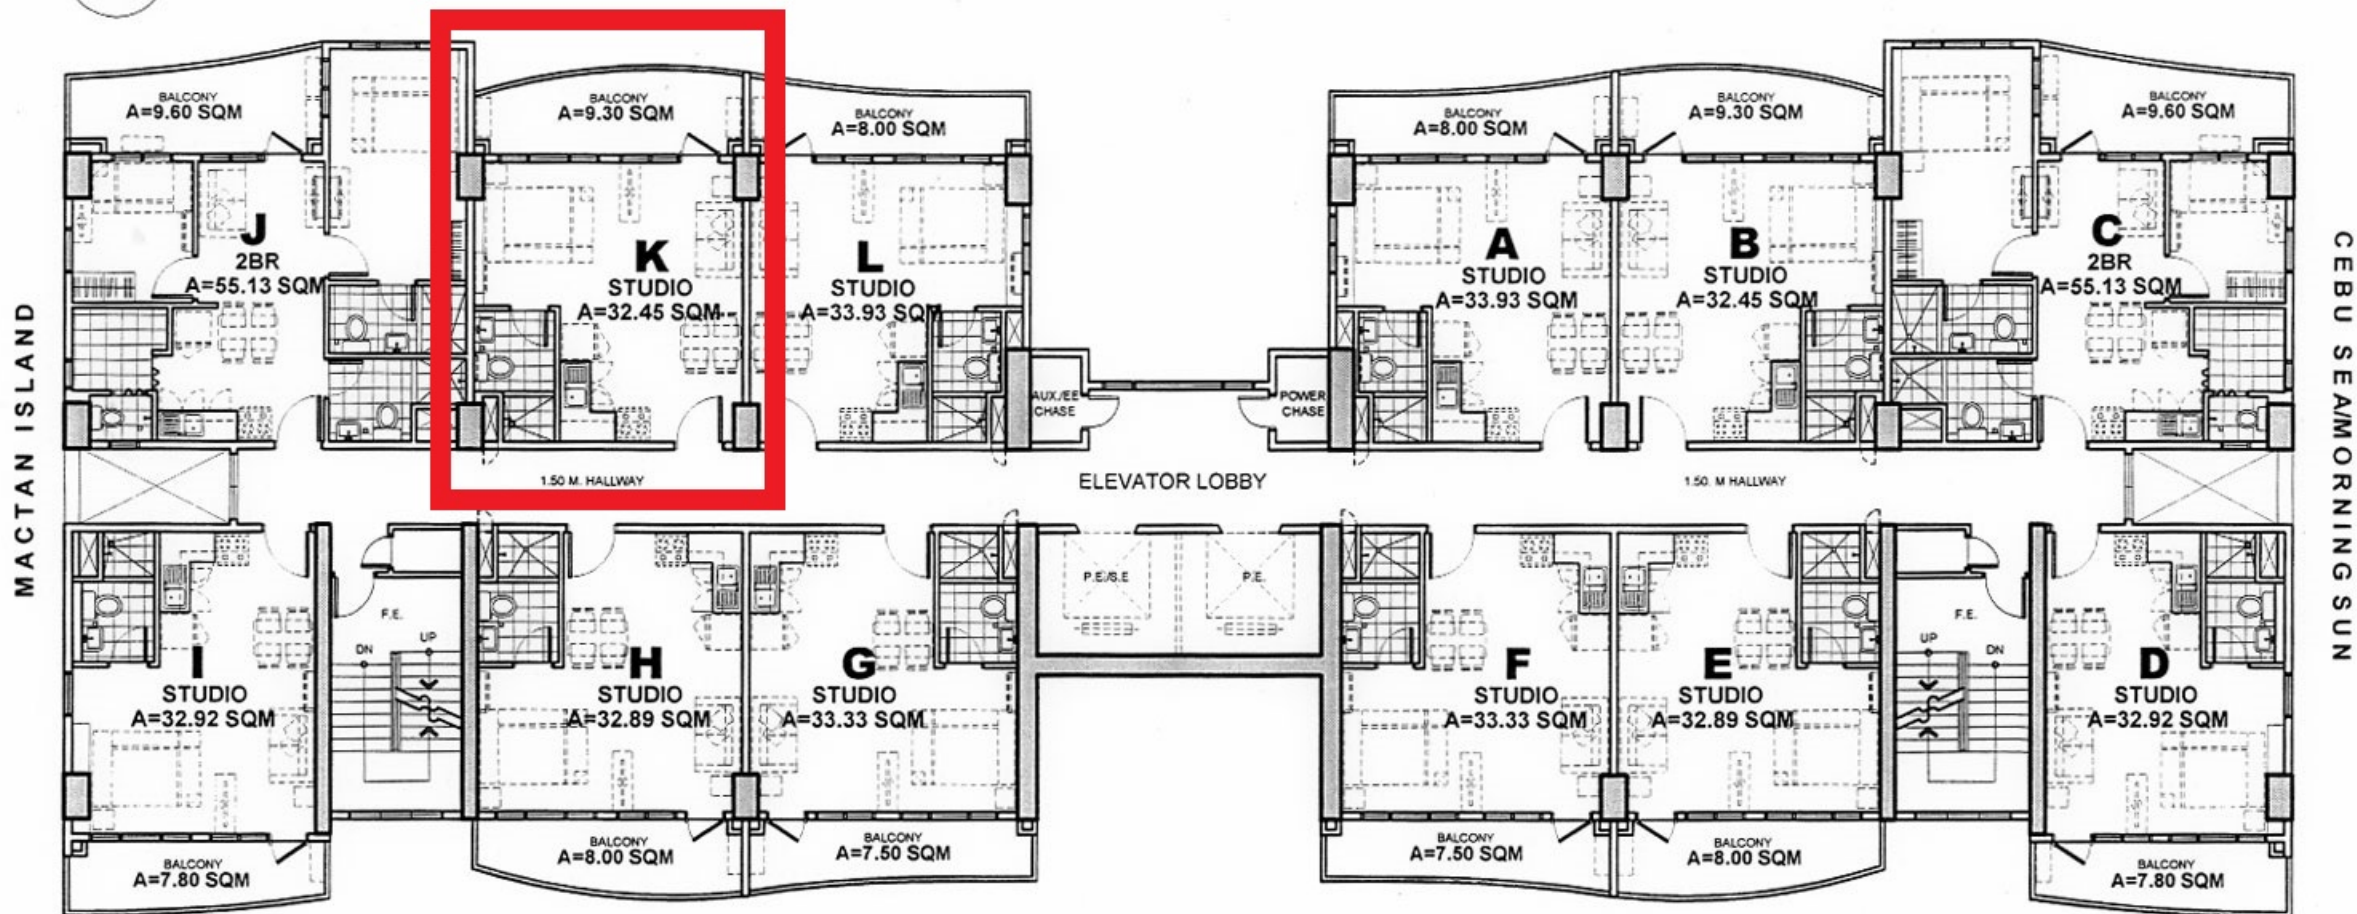 BALCONY
A=9.60 SQM
BALCONY
A=9.30 SQM
BALCONY
A=8.00 SQM
BALCONY
A=8.00 SQM
BALCONY
A=9.30 SQM
BALCONY
A=9.60 SQM
J
2BR
A=55.13 SQM
K
STUDIO
A=32.45 SQM
L
STUDIO
A=33.93 SQM
A
STUDIO
A=33.93 SQM
B
STUDIO
A=32.45 SQM
C
2BR
A=55.13 SQM
MACTAN ISLAND
CEBU SEA/MORNING SUN
AUX./EE
CHASE
POWER
CHASE
1.50 M. HALLWAY
ELEVATOR LOBBY
1.50. M HALLWAY
P.E./S.E
P.E.
F.E.
DN
UP
F.E.
UP
DN
I
STUDIO
A=32.92 SQM
H
STUDIO
A=32.89 SQM
G
STUDIO
A=33.33 SQM
F
STUDIO
A=33.33 SQM
E
STUDIO
A=32.89 SQM
D
STUDIO
A=32.92 SQM
BALCONY
A=7.80 SQM
BALCONY
A=8.00 SQM
BALCONY
A=7.50 SQM
BALCONY
A=7.50 SQM
BALCONY
A=8.00 SQM
BALCONY
A=7.80 SQM